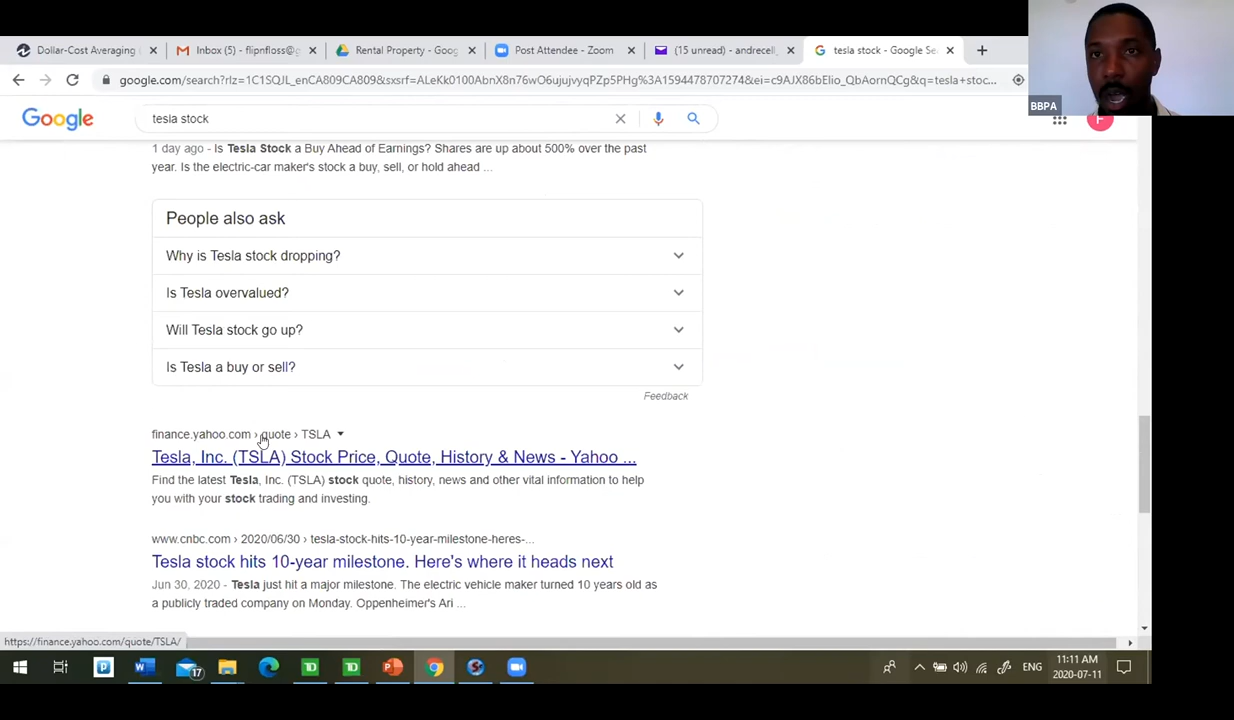 Dollar-Cost Averaging
Inbox (5) - flipnfloss@g
Rental Property - Goog
Post Attendee - Zoom
(15 unread) - andrecell
tesla stock - Google Se
google.com/search?rlz=1C1SQJL_enCA809CA809&sxsrf=ALeKk0100AbnX8n76wO6ujujvyqPZp5PHg%3A1594478707274&ei=c9AJX86bEIio_QbAornQCg&q=tesla+stoc...
BBPA
Google
tesla stock
F
1 day ago - Is Tesla Stock a Buy Ahead of Earnings? Shares are up about 500% over the past
year. Is the electric-car maker's stock a buy, sell, or hold ahead ...
People also ask
Why is Tesla stock dropping?
Is Tesla overvalued?
Will Tesla stock go up?
Is Tesla a buy or sell?
Feedback
finance.yahoo.com › quote › TSLA
Tesla, Inc. (TSLA) Stock Price, Quote, History & News - Yahoo ...
Find the latest Tesla, Inc. (TSLA) stock quote, history, news and other vital information to help
you with your stock trading and investing.
www.cnbc.com › 2020/06/30 › tesla-stock-hits-10-year-milestone-heres-...
Tesla stock hits 10-year milestone. Here's where it heads next
Jun 30, 2020 - Tesla just hit a major milestone. The electric vehicle maker turned 10 years old as
a publicly traded company on Monday. Oppenheimer's Ari ...
https://finance.yahoo.com/quote/TSLA/
17
ENG
11:11 AM
2020-07-11